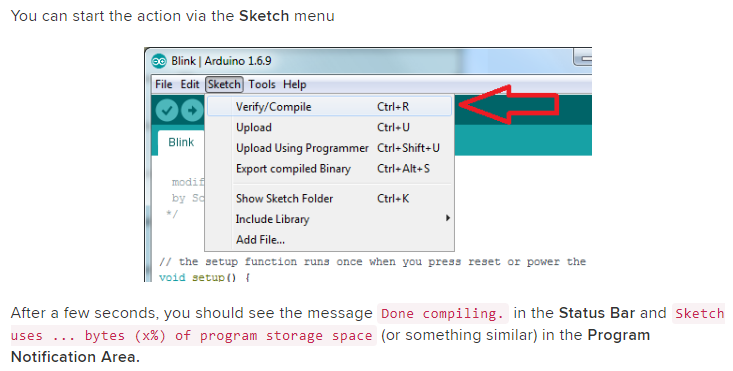 You can start the action via the Sketch menu
Blink | Arduino 1.6.9
File Edit Sketch Tools Help
Verify/Compile Ctrl+R
Upload Ctrl+U
Blink
Upload Using Programmer Ctrl+Shift+U
Export compiled Binary Ctrl+Alt+S
modif
by Sc
Show Sketch Folder Ctrl+K
*/
Include Library
Add File...
// the setup function runs once when you press reset or power the
void setup() {
After a few seconds, you should see the message Done compiling. in the Status Bar and Sketch
uses ... bytes (x%) of program storage space (or something similar) in the Program
Notification Area.